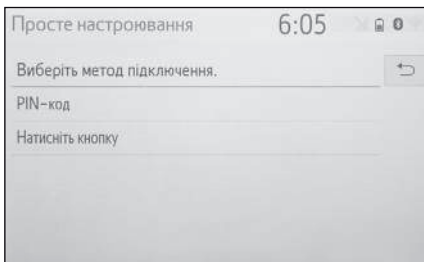 Просте настроювання
6:05
Виберіть метод підключення.
PIN-код
Натисніть кнопку